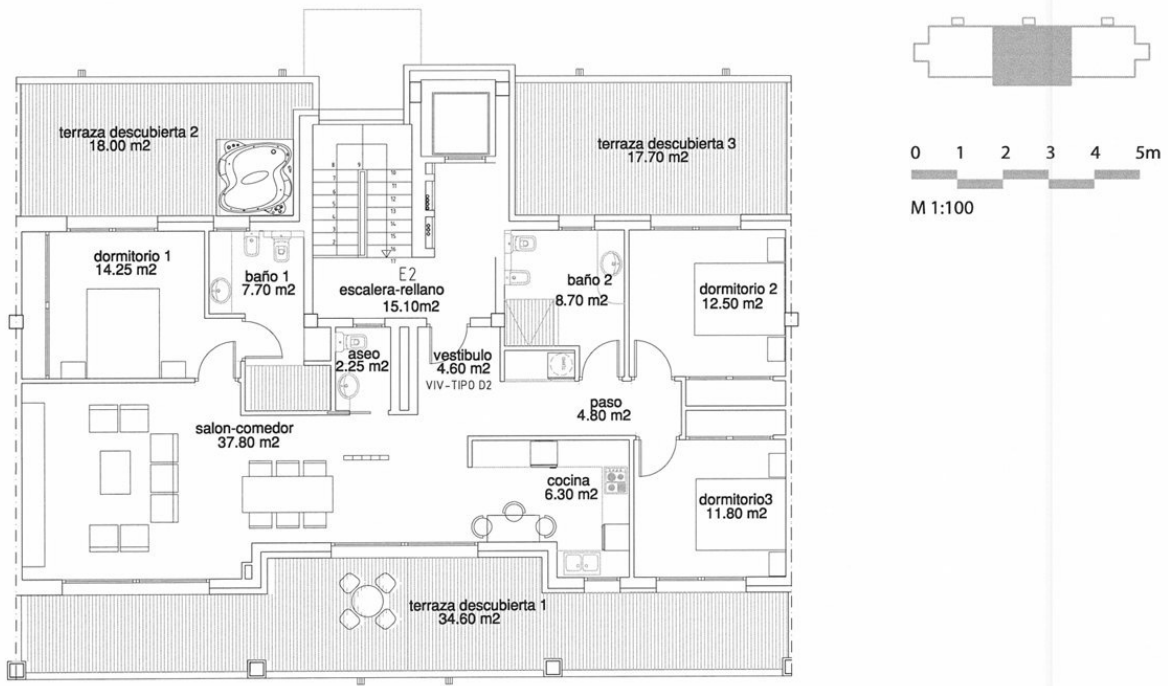 terraza descubierta 2
18.00 m2
terraza descubierta 3
17.70 m2
0 1 2 3 4 5m
M 1:100
dormitorio 1
14.25 m2
baño 1
7.70 m2
E2
escalera-rellano
15.10m2
baño 2
8.70 m2
dormitorio 2
12.50 m2
aseo
2.25 m2
vestibulo
4.60 m2
VIV-TIPO D2
paso
4.80 m2
salon-comedor
37.80 m2
cocina
6.30 m2
dormitorio3
11.80 m2
terraza descubierta 1
34.60 m2